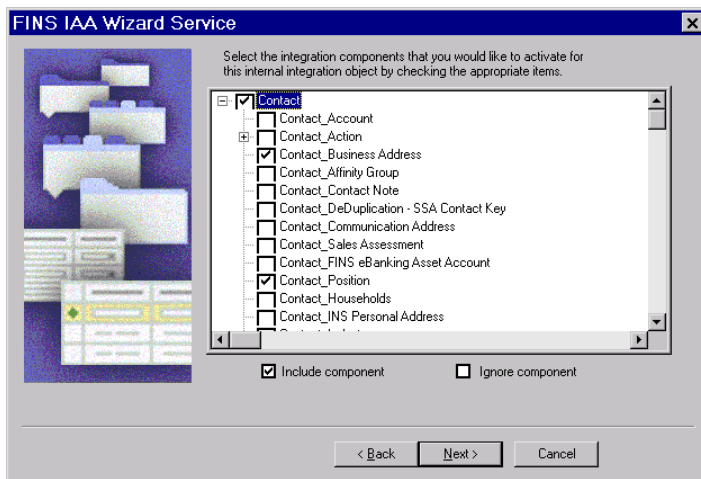 FINS IAA Wizard Service
Select the integration components that you would like to activate for
this internal integration object by checking the appropriate items.
Contact
Contact_Account
Contact_Action
Contact_Business Address
Contact_Affinity Group
Contact_Contact Note
Contact_DeDuplication - SSA Contact Key
Contact_Communication Address
Contact_Sales Assessment
Contact_FINS eBanking Asset Account
Contact_Position
Contact_Households
Contact_INS Personal Address
Include component
Ignore component
< Back
Next >
Cancel